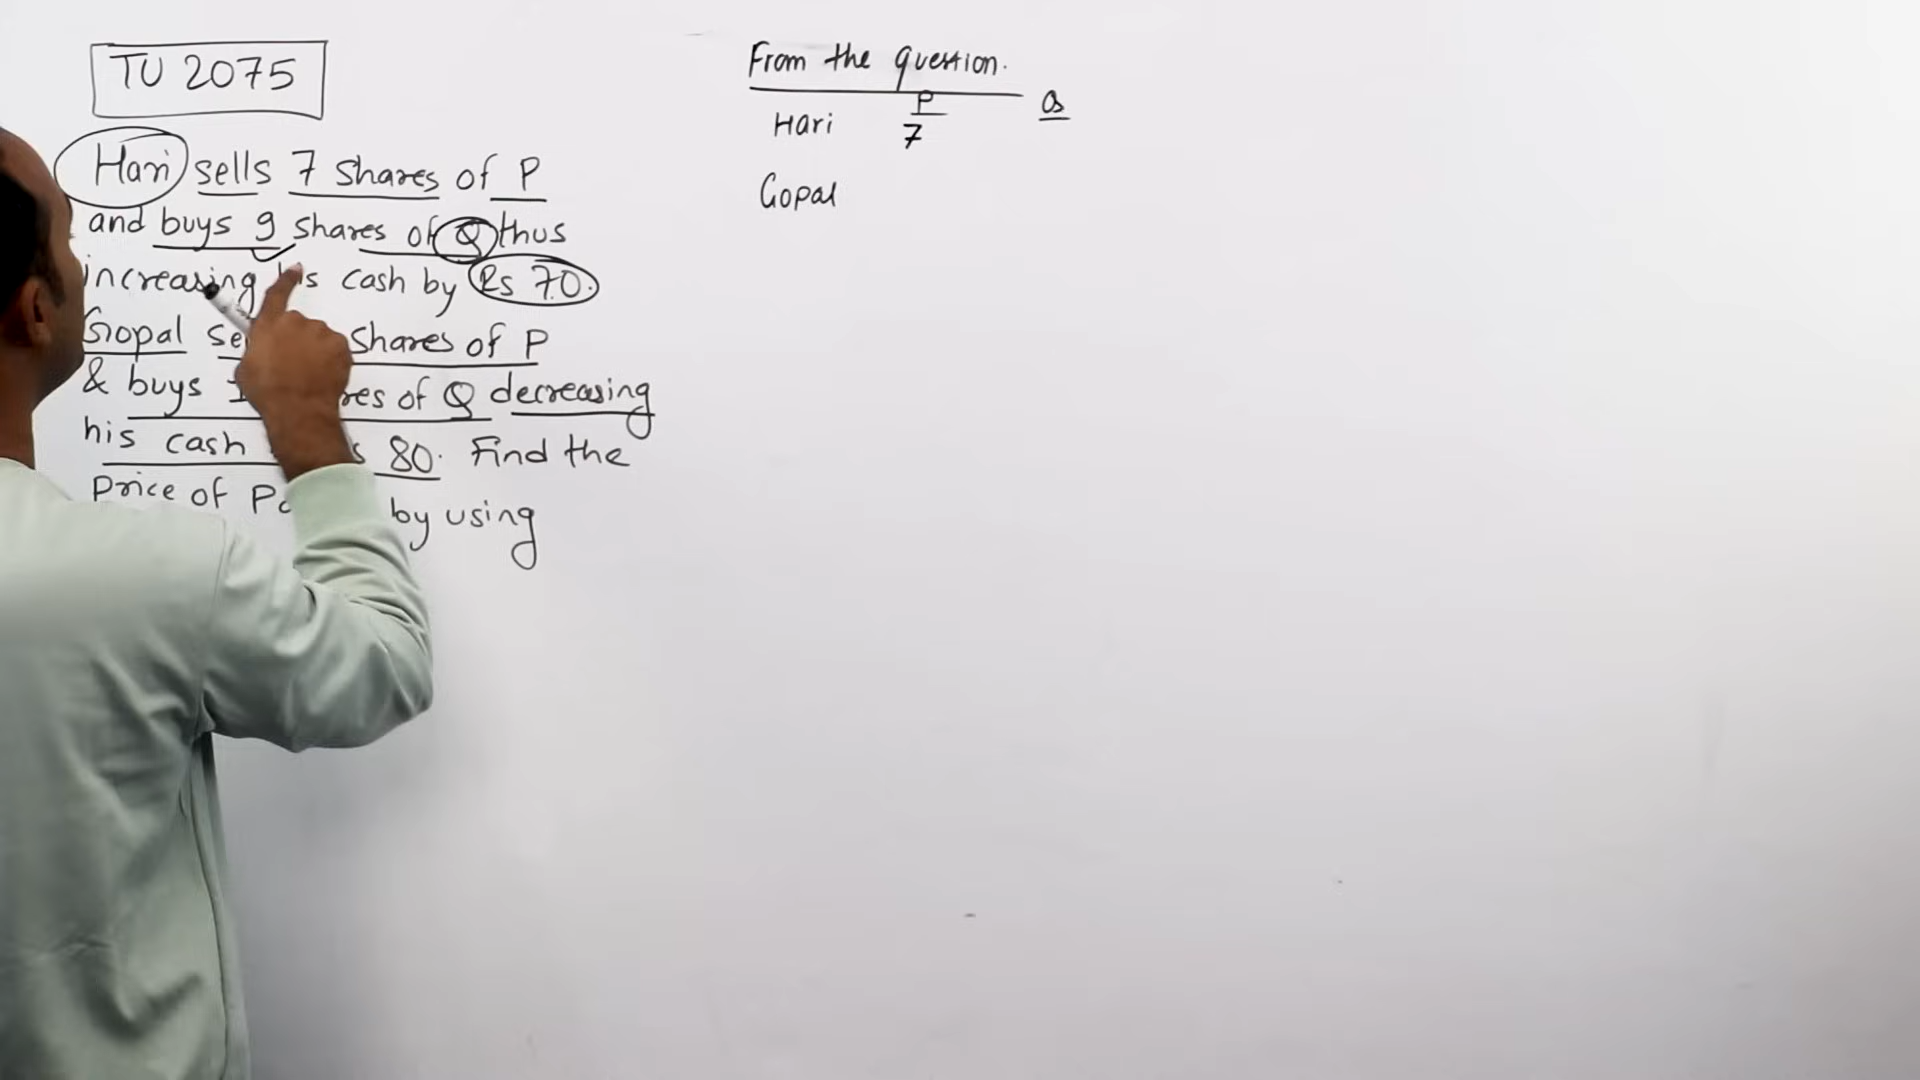 TU 2075
Hari sells 7 shares of P
and buys 9 shares of Q thus
increasing his cash by Rs 70.
Gopal shares of P
& buys of Q decreasing
his cash 80. Find the
Price of by using
From the question.
P Q
Hari 7
Gopal